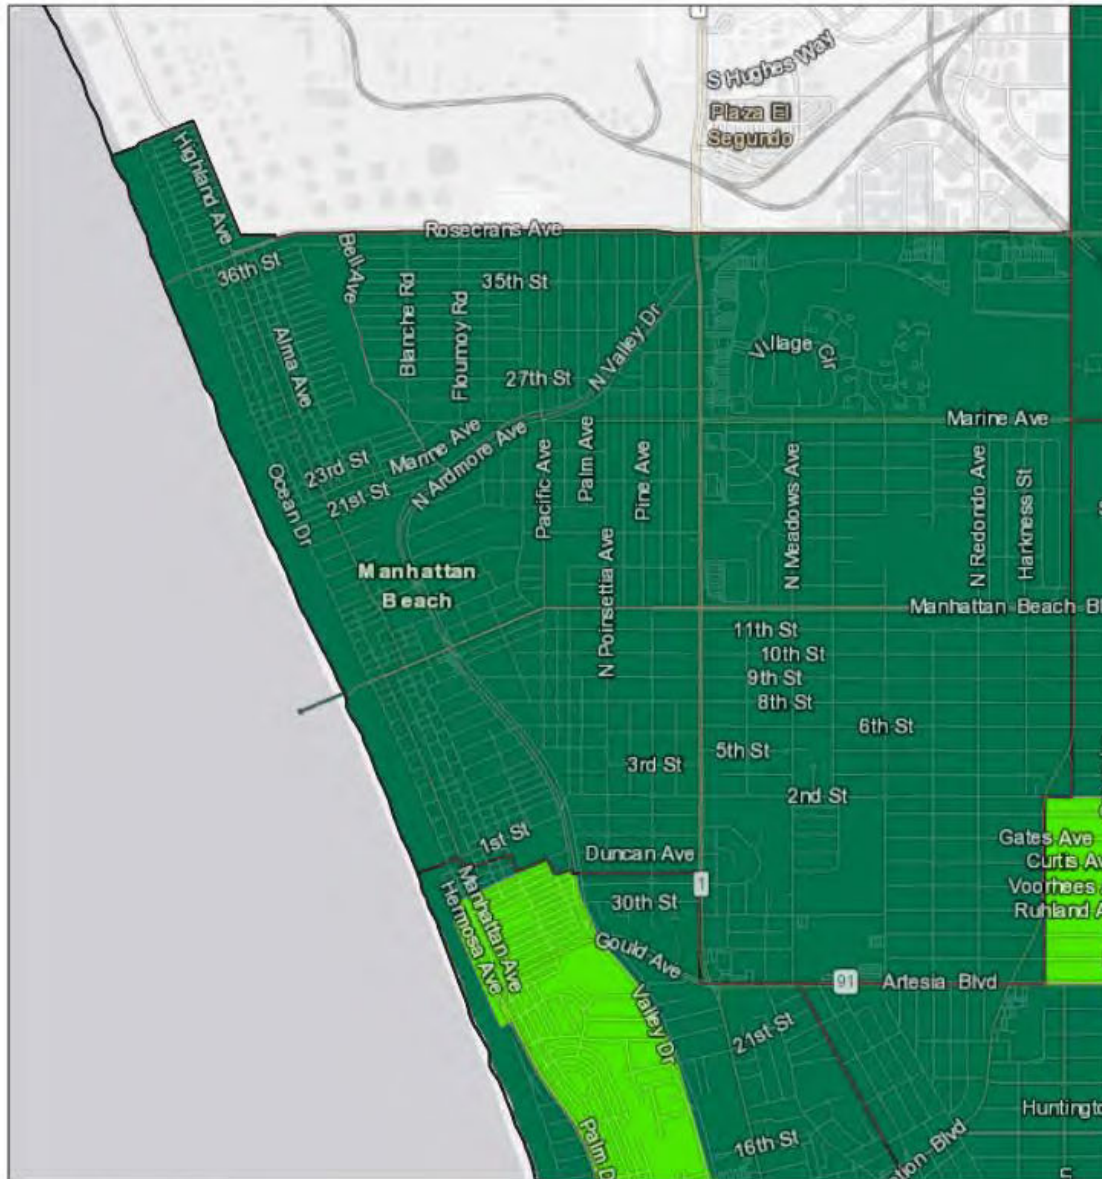 1
S Hughes Way
Plaza El
Segundo
Highland Ave
Rosecrans Ave
36th St
Bell Ave
Blanche Rd
Flournoy Rd
35th St
N Valley Dr
Village Cir
Alma Ave
27th St
Marine Ave
23rd St
Marine Ave
21st St
N Ardmore Ave
Pacific Ave
Palm Ave
Pine Ave
N Meadows Ave
N Redondo Ave
Harkness St
Ocean Dr
Manhattan
Beach
N Poinsettia Ave
Manhattan Beach Bl
11th St
10th St
9th St
8th St
6th St
5th St
3rd St
2nd St
1st St
Duncan Ave
Gates Ave
Curtis Av
Voorhees
Ruhland A
1
30th St
Manhattan Ave
Hermosa Ave
Gould Ave
91
Artesia Blvd
Valley Dr
21st St
Huntingto
Palm D
16th St
ation Blvd